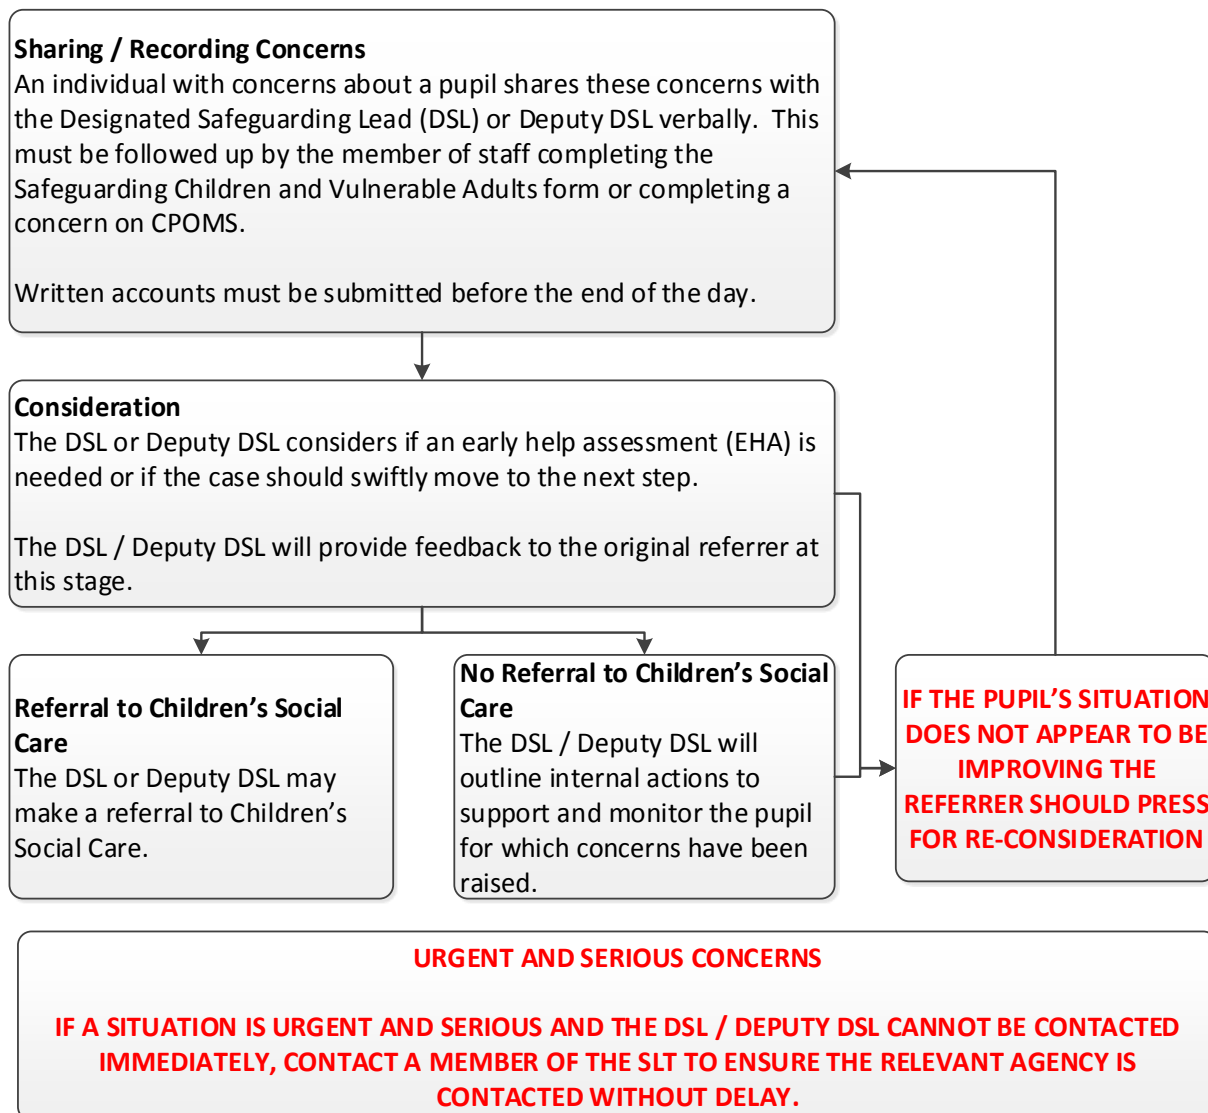 Sharing / Recording Concerns
An individual with concerns about a pupil shares these concerns with
the Designated Safeguarding Lead (DSL) or Deputy DSL verbally.  This
must be followed up by the member of staff completing the
Safeguarding Children and Vulnerable Adults form or completing a
concern on CPOMS.
Written accounts must be submitted before the end of the day.
Consideration
The DSL or Deputy DSL considers if an early help assessment (EHA) is
needed or if the case should swiftly move to the next step.
The DSL / Deputy DSL will provide feedback to the original referrer at
this stage.
Referral to Children’s Social
Care
The DSL or Deputy DSL may
make a referral to Children’s
Social Care.
No Referral to Children’s Social
Care
The DSL / Deputy DSL will
outline internal actions to
support and monitor the pupil
for which concerns have been
raised.
IF THE PUPIL’S SITUATION
DOES NOT APPEAR TO BE
IMPROVING THE
REFERRER SHOULD PRESS
FOR RE-CONSIDERATION
URGENT AND SERIOUS CONCERNS
IF A SITUATION IS URGENT AND SERIOUS AND THE DSL / DEPUTY DSL CANNOT BE CONTACTED
IMMEDIATELY, CONTACT A MEMBER OF THE SLT TO ENSURE THE RELEVANT AGENCY IS
CONTACTED WITHOUT DELAY.